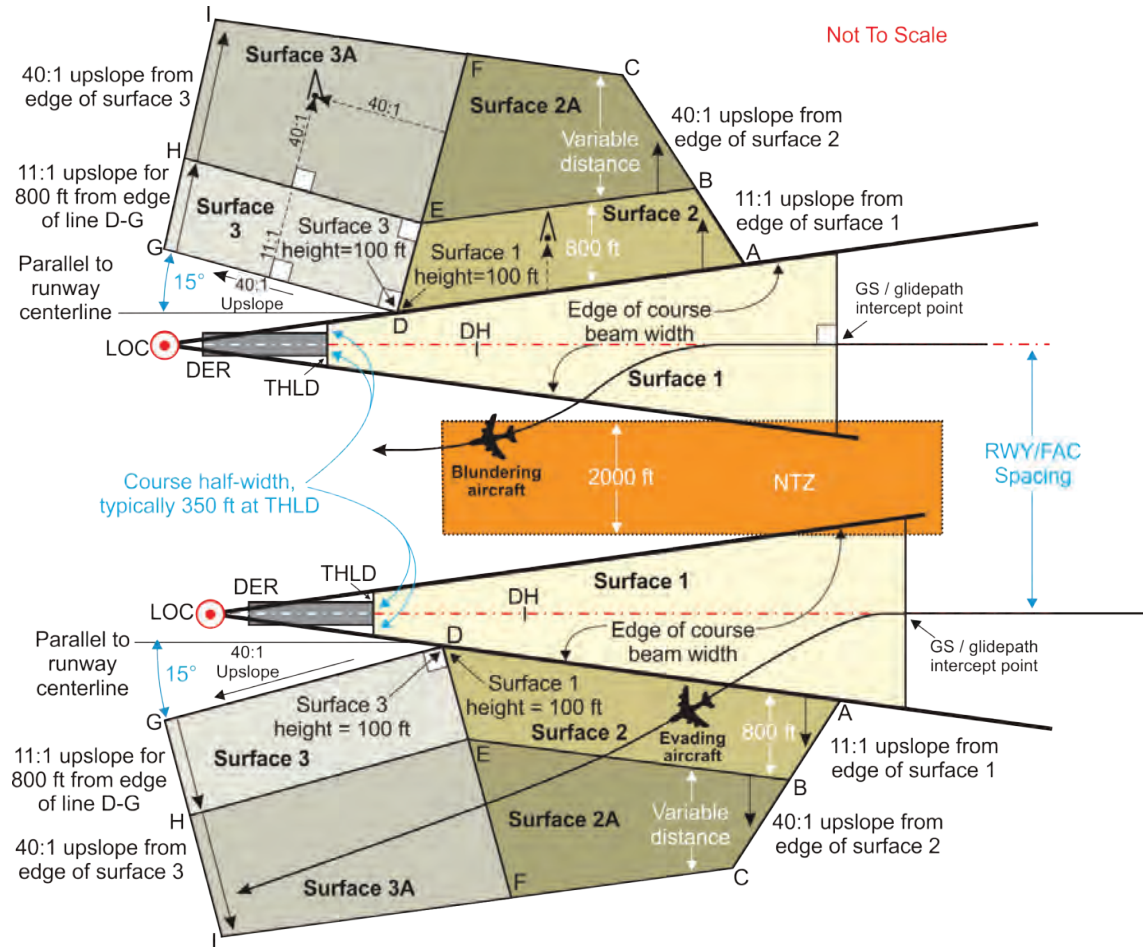 Not To Scale
I
Surface 3A
F
C
40:1 upslope from
edge of surface 3
40:1
40:1
Surface 2A
Variable
distance
40:1 upslope from
edge of surface 2
H
11:1 upslope for
800 ft from edge
of line D-G
Surface
3
11:1
E
B
Surface 2
800 ft
11:1 upslope from
edge of surface 1
G
Surface 3
height=100 ft
Surface 1
height=100 ft
A
Parallel to
runway
centerline
15°
40:1
Upslope
D
Edge of course
beam width
GS / glidepath
intercept point
DH
LOC
DER
THLD
Surface 1
Blundering
aircraft
2000 ft
NTZ
RWY/FAC
Spacing
Course half-width,
typically 350 ft at THLD
THLD
DER
LOC
Surface 1
DH
Edge of course
beam width
GS / glidepath
intercept point
Parallel to
runway
centerline
15°
40:1
Upslope
D
Surface 3
height = 100 ft
Surface 1
height = 100 ft
G
Surface 3
Surface 2
Evading
aircraft
800 ft
A
11:1 upslope from
edge of surface 1
11:1 upslope for
800 ft from edge
of line D-G
E
B
H
Surface 2A
Variable
distance
40:1 upslope from
edge of surface 2
40:1 upslope from
edge of surface 3
Surface 3A
F
C
I